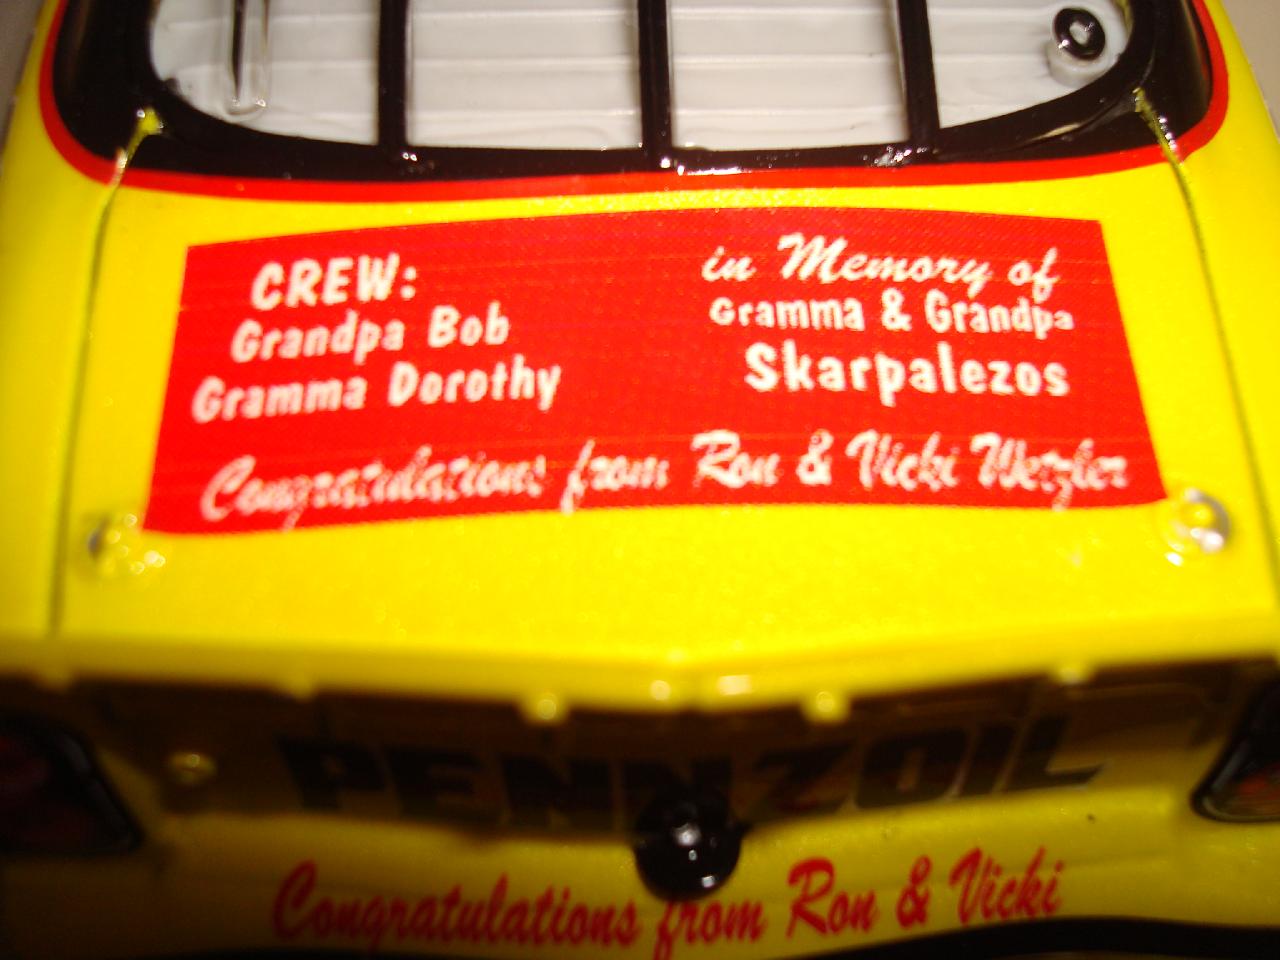 CREW:
Grandpa Bob
Gramma Dorothy
in Memory of
Gramma & Grandpa
Skarpalezos
Congratulations from Ron & Vicki Wetzler
PENNZOIL
Congratulations from Ron & Vicki